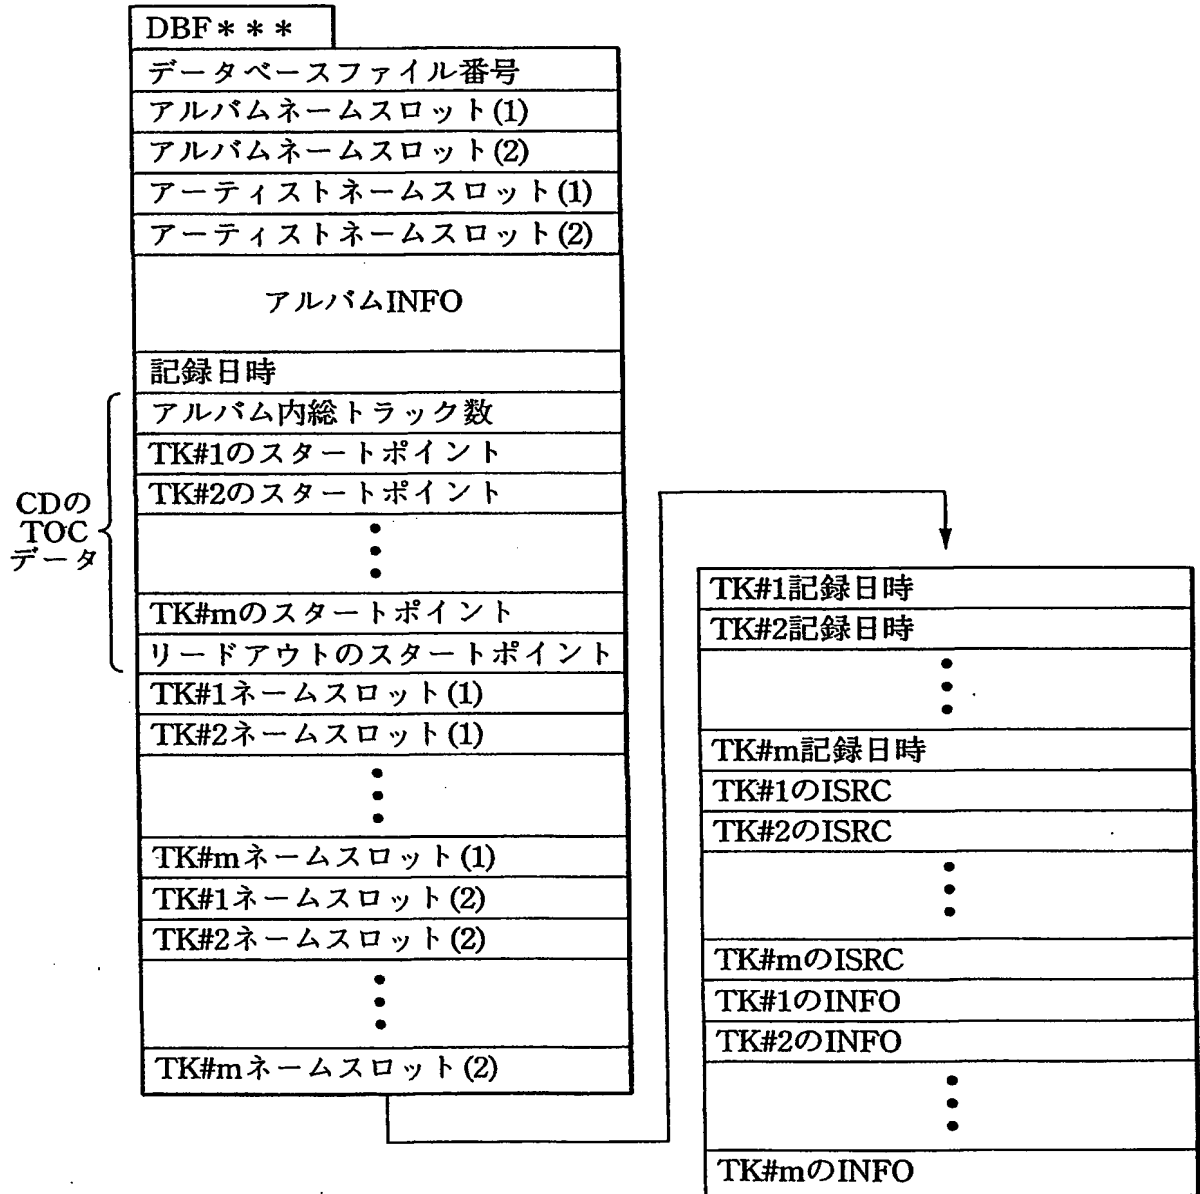 DBF＊＊＊
データベースファイル番号
アルバムネームスロット(1)
アルバムネームスロット(2)
アーティストネームスロット(1)
アーティストネームスロット(2)
アルバムINFO
記録日時
アルバム内総トラック数
TK#1のスタートポイント
TK#2のスタートポイント
TK#mのスタートポイント
リードアウトのスタートポイント
CDの
TOC
データ
TK#1ネームスロット(1)
TK#2ネームスロット(1)
TK#mネームスロット(1)
TK#1ネームスロット(2)
TK#2ネームスロット(2)
TK#mネームスロット(2)
TK#1記録日時
TK#2記録日時
TK#m記録日時
TK#1のISRC
TK#2のISRC
TK#mのISRC
TK#1のINFO
TK#2のINFO
TK#mのINFO